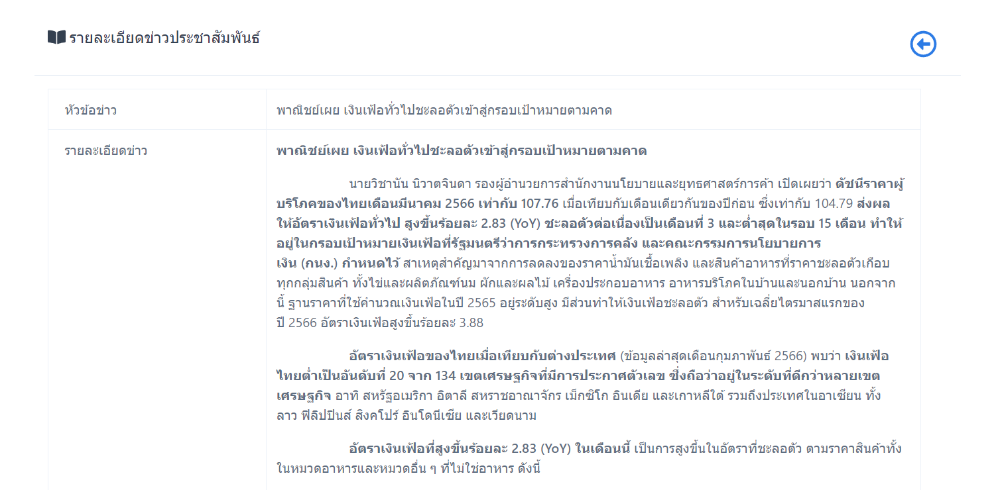 รายละเอียดข่าวประชาสัมพันธ์
หัวข้อข่าว
พาณิชย์เผย เงินเฟ้อทั่วไปชะลอตัวเข้าสู่กรอบเป้าหมายตามคาด
รายละเอียดข่าว
พาณิชย์เผย เงินเฟ้อทั่วไปชะลอตัวเข้าสู่กรอบเป้าหมายตามคาด
นายวิชานัน นิวาตจินดา รองผู้อำนวยการสำนักงานนโยบายและยุทธศาสตร์การค้า เปิดเผยว่า ดัชนีราคาผู้
บริโภคของไทยเดือนมีนาคม 2566 เท่ากับ 107.76 เมื่อเทียบกับเดือนเดียวกันของปีก่อน ซึ่งเท่ากับ 104.79 ส่งผล
ให้อัตราเงินเฟ้อทั่วไป สูงขึ้นร้อยละ 2.83 (YoY) ชะลอตัวต่อเนื่องเป็นเดือนที่ 3 และต่ำสุดในรอบ 15 เดือน ทำให้
อยู่ในกรอบเป้าหมายเงินเฟ้อที่รัฐมนตรีว่าการกระทรวงการคลัง และคณะกรรมการนโยบายการ
เงิน (กนง.) กำหนดไว้ สาเหตุสำคัญมาจากการลดลงของราคาน้ำมันเชื้อเพลิง และสินค้าอาหารที่ราคาชะลอตัวเกือบ
ทุกกลุ่มสินค้า ทั้งไข่และผลิตภัณฑ์นม ผักและผลไม้ เครื่องประกอบอาหาร อาหารบริโภคในบ้านและนอกบ้าน นอกจาก
นี้ ฐานราคาที่ใช้คำนวณเงินเฟ้อในปี 2565 อยู่ระดับสูง มีส่วนทำให้เงินเฟ้อชะลอตัว สำหรับเฉลี่ยไตรมาสแรกของ
ปี 2566 อัตราเงินเฟ้อสูงขึ้นร้อยละ 3.88
อัตราเงินเฟ้อของไทยเมื่อเทียบกับต่างประเทศ (ข้อมูลล่าสุดเดือนกุมภาพันธ์ 2566) พบว่า เงินเฟ้อ
ไทยต่ำเป็นอันดับที่ 20 จาก 134 เขตเศรษฐกิจที่มีการประกาศตัวเลข ซึ่งถือว่าอยู่ในระดับที่ดีกว่าหลายเขต
เศรษฐกิจ อาทิ สหรัฐอเมริกา อิตาลี สหราชอาณาจักร เม็กซิโก อินเดีย และเกาหลีใต้ รวมถึงประเทศในอาเซียน ทั้ง
ลาว ฟิลิปปินส์ สิงคโปร์ อินโดนีเซีย และเวียดนาม
อัตราเงินเฟ้อที่สูงขึ้นร้อยละ 2.83 (YoY) ในเดือนนี้ เป็นการสูงขึ้นในอัตราที่ชะลอตัว ตามราคาสินค้าทั้ง
ในหมวดอาหารและหมวดอื่น ๆ ที่ไม่ใช่อาหาร ดังนี้